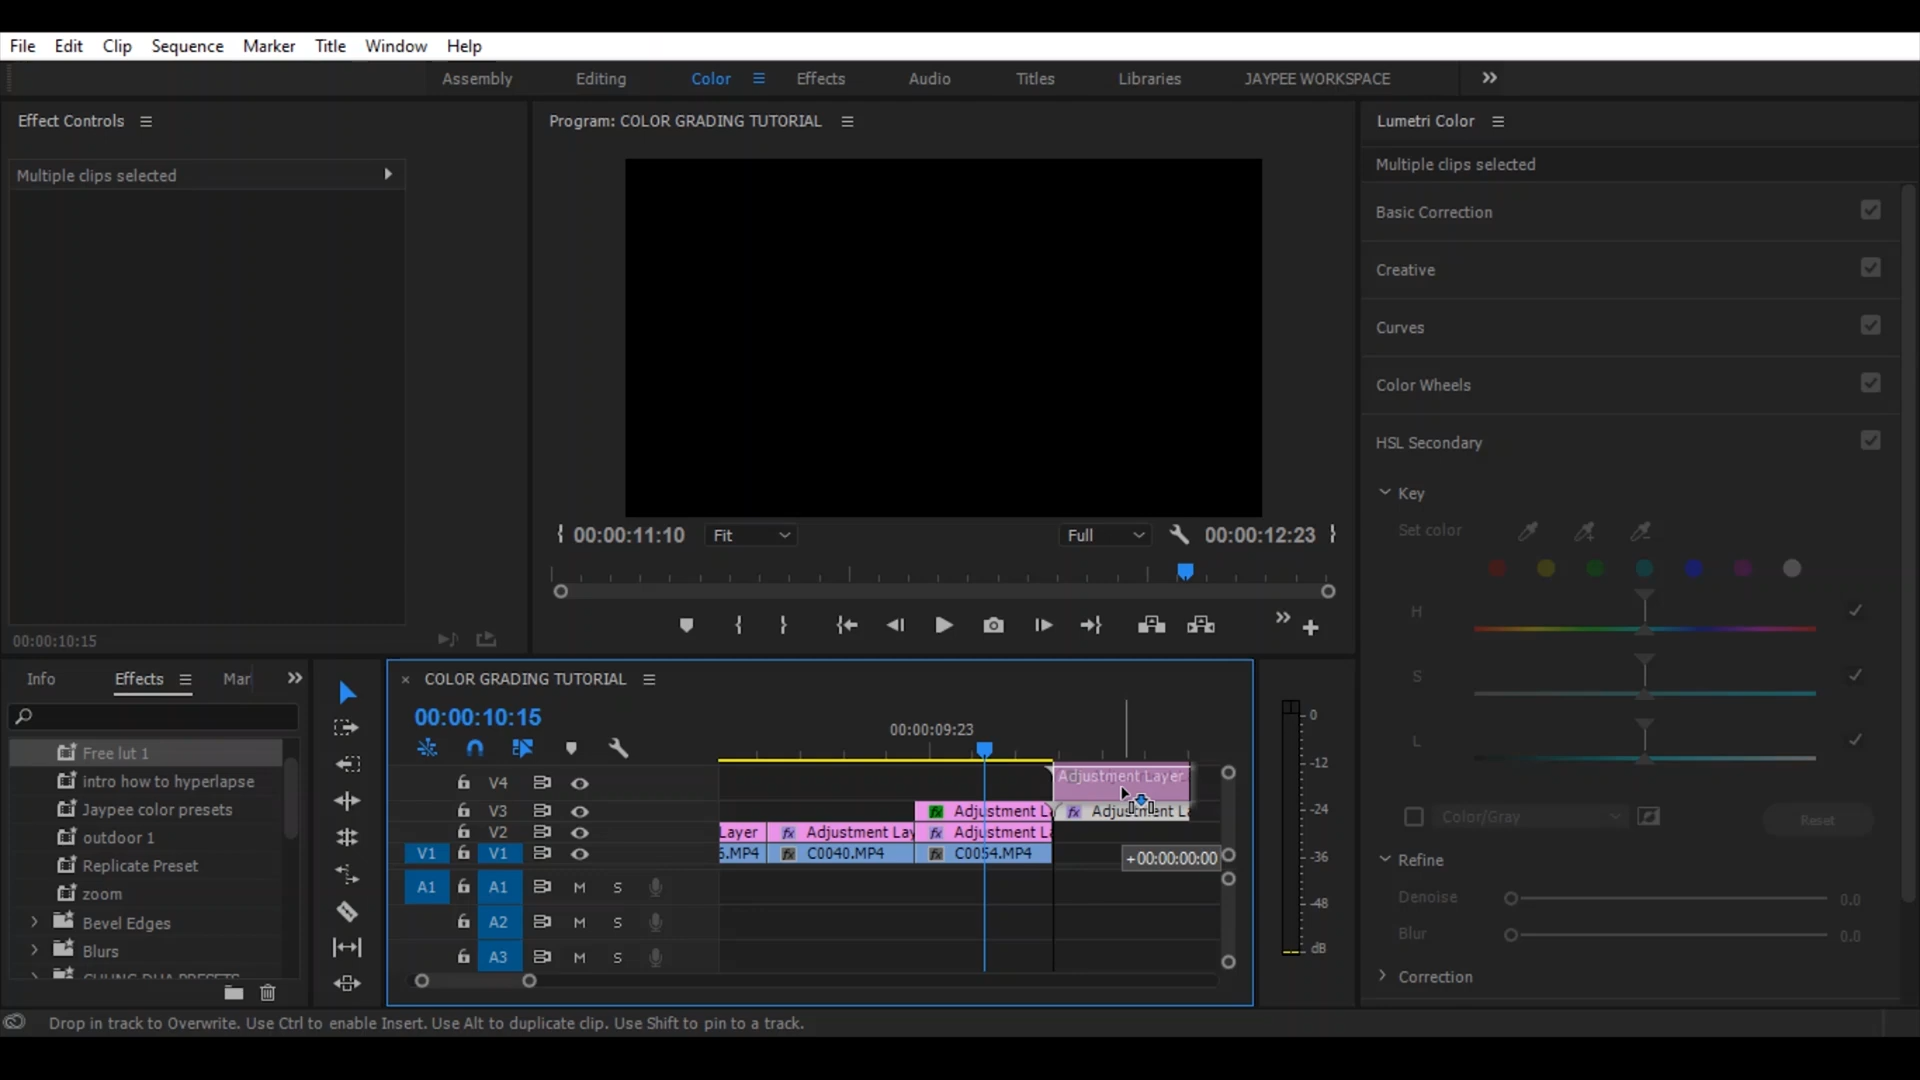 File Edit Clip Sequence Marker Title Window Help
Assembly Editing Color Effects Audio Titles Libraries JAYPEE WORKSPACE
Effect Controls
Multiple clips selected
00:00:10:15
Program: COLOR GRADING TUTORIAL
00:00:11:10 Fit Full 00:00:12:23
Lumetri Color
Multiple clips selected
Basic Correction
Creative
Curves
Color Wheels
HSL Secondary
Key
Set color
H
S
L
Color/Gray Reset
Refine
Denoise 0.0
Blur 0.0
Correction
Info Effects Mar
Free lut 1
intro how to hyperlapse
Jaypee color presets
outdoor 1
Replicate Preset
zoom
Bevel Edges
Blurs
COLOR GRADING TUTORIAL
00:00:10:15
00:00:09:23
V4 Adjustment Layer
V3 Adjustment L Adjustment L
V2 Layer Adjustment Lay Adjustment L
V1 V1 6.MP4 C0040.MP4 C0054.MP4
+00:00:00:00
A1 A1 M S
A2 M S
A3 M S
0
-12
-24
-36
-48
dB
Drop in track to Overwrite. Use Ctrl to enable Insert. Use Alt to duplicate clip. Use Shift to pin to a track.